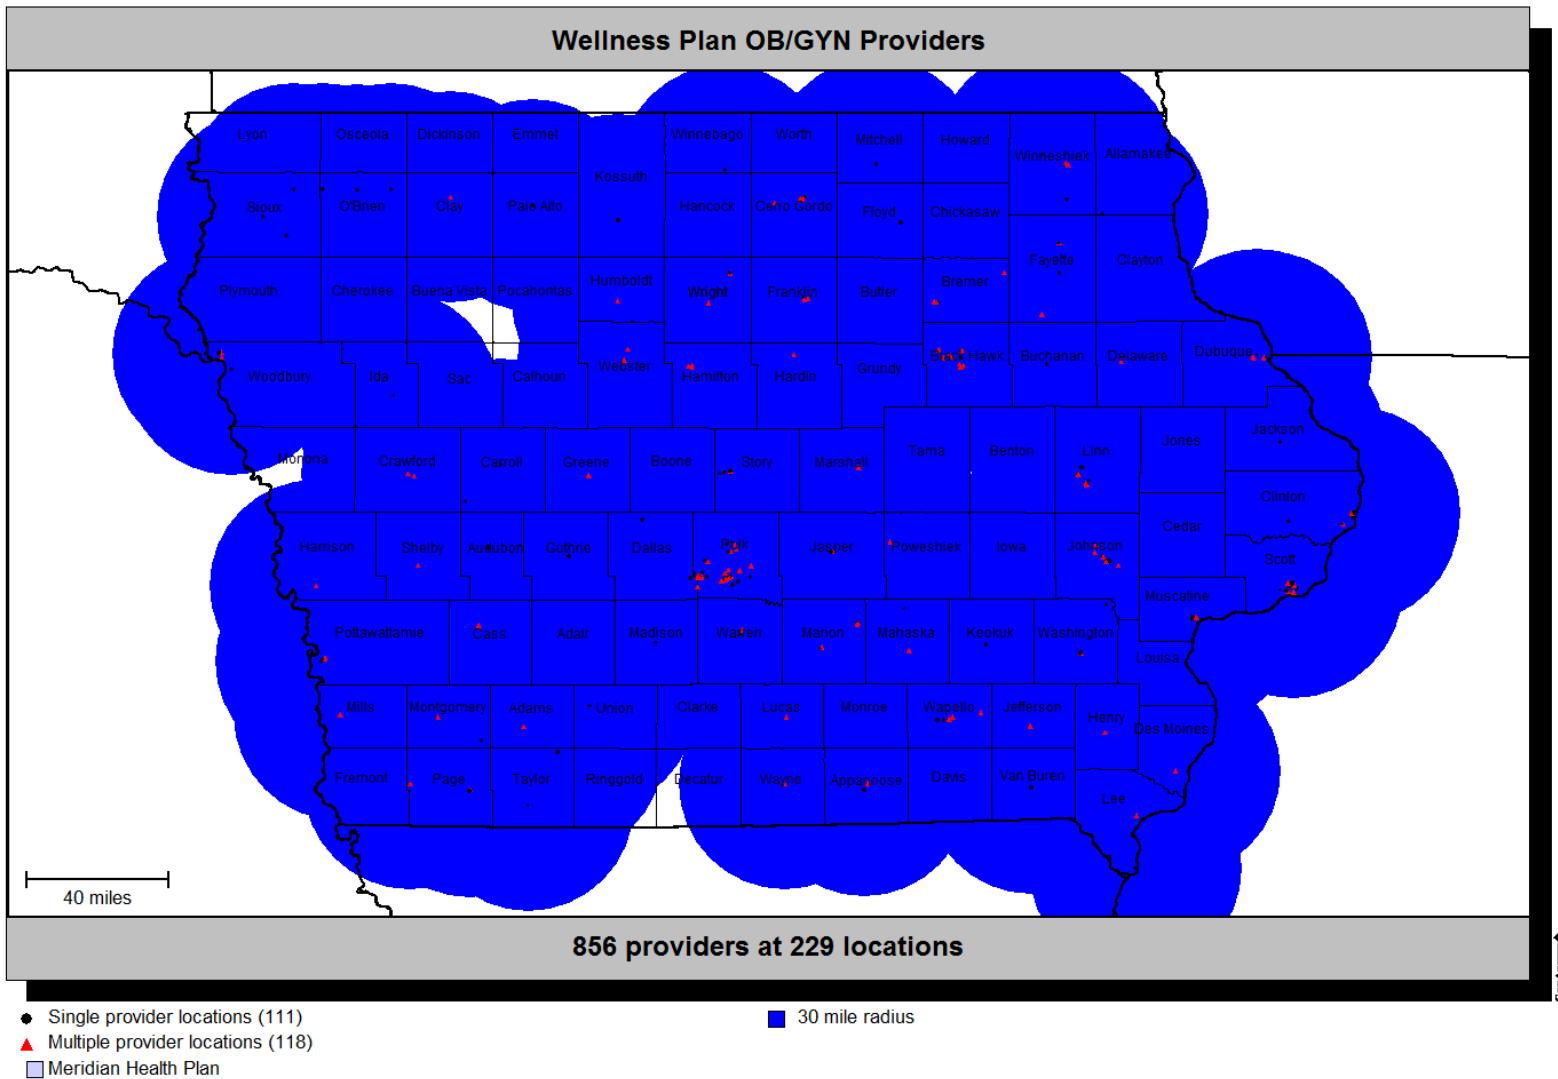 Wellness Plan OB/GYN Providers
Lyon Osceola Dickinson Emmet Winnebago Worth Mitchell Howard Winneshiek Allamakee
Kossuth
Sioux O'Brien Clay Palo Alto Hancock Cerro Gordo Floyd Chickasaw
Fayette Clayton
Plymouth Cherokee Buena Vista Pocahontas Humboldt Wright Franklin Butler Bremer
Woodbury Ida Sac Calhoun Webster Hamilton Hardin Grundy Black Hawk Buchanan Delaware Dubuque
Monona Crawford Carroll Greene Boone Story Marshall Tama Benton Linn Jones Jackson
Clinton
Harrison Shelby Audubon Guthrie Dallas Polk Jasper Poweshiek Iowa Johnson Cedar Scott
Muscatine
Pottawattamie Cass Adair Madison Warren Marion Mahaska Keokuk Washington Louisa
Mills Montgomery Adams Union Clarke Lucas Monroe Wapello Jefferson Henry Des Moines
Fremont Page Taylor Ringgold Decatur Wayne Appanoose Davis Van Buren Lee
40 miles
856 providers at 229 locations
Single provider locations (111)
30 mile radius
Multiple provider locations (118)
Meridian Health Plan